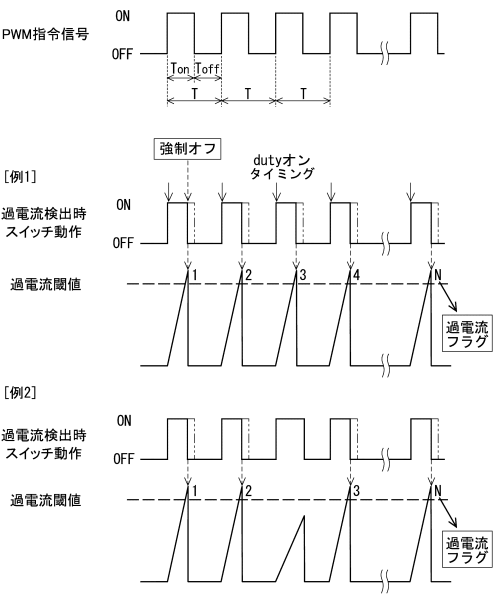 PWM指令信号
ON
OFF
Ton Toff
T T T
強制オフ
[例1]
dutyオン
タイミング
過電流検出時
スイッチ動作
ON
OFF
過電流閾値
1 2 3 4 N
過電流
フラグ
[例2]
過電流検出時
スイッチ動作
ON
OFF
過電流閾値
1 2 3 N
過電流
フラグ